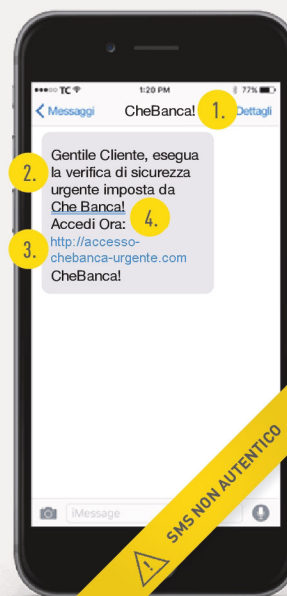 TC 1:20 PM 77%
Messaggi CheBanca! 1. Dettagli
Gentile Cliente, esegua
2. la verifica di sicurezza
urgente imposta da
Che Banca! 4.
Accedi Ora:
3. http://accesso-
chebanca-urgente.com
CheBanca!
iMessage
SMS NON AUTENTICO